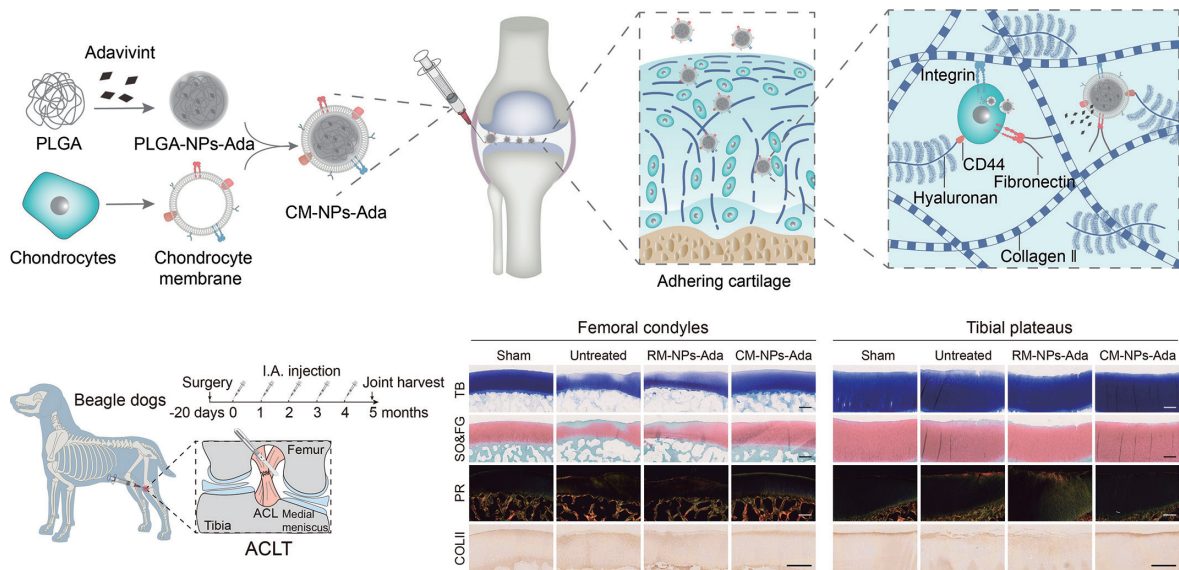 Adavivint
PLGA
PLGA-NPs-Ada
Chondrocytes
Chondrocyte
membrane
CM-NPs-Ada
Adhering cartilage
Integrin
CD44
Fibronectin
Hyaluronan
Collagen Ⅱ
Beagle dogs
I.A. injection
Surgery
Joint harvest
-20 days 0 1 2 3 4 5 months
Femur
ACL
Medial
meniscus
Tibia
ACLT
Femoral condyles
Sham Untreated RM-NPs-Ada CM-NPs-Ada
Tibial plateaus
Sham Untreated RM-NPs-Ada CM-NPs-Ada
TB
SO&FG
PR
COLII